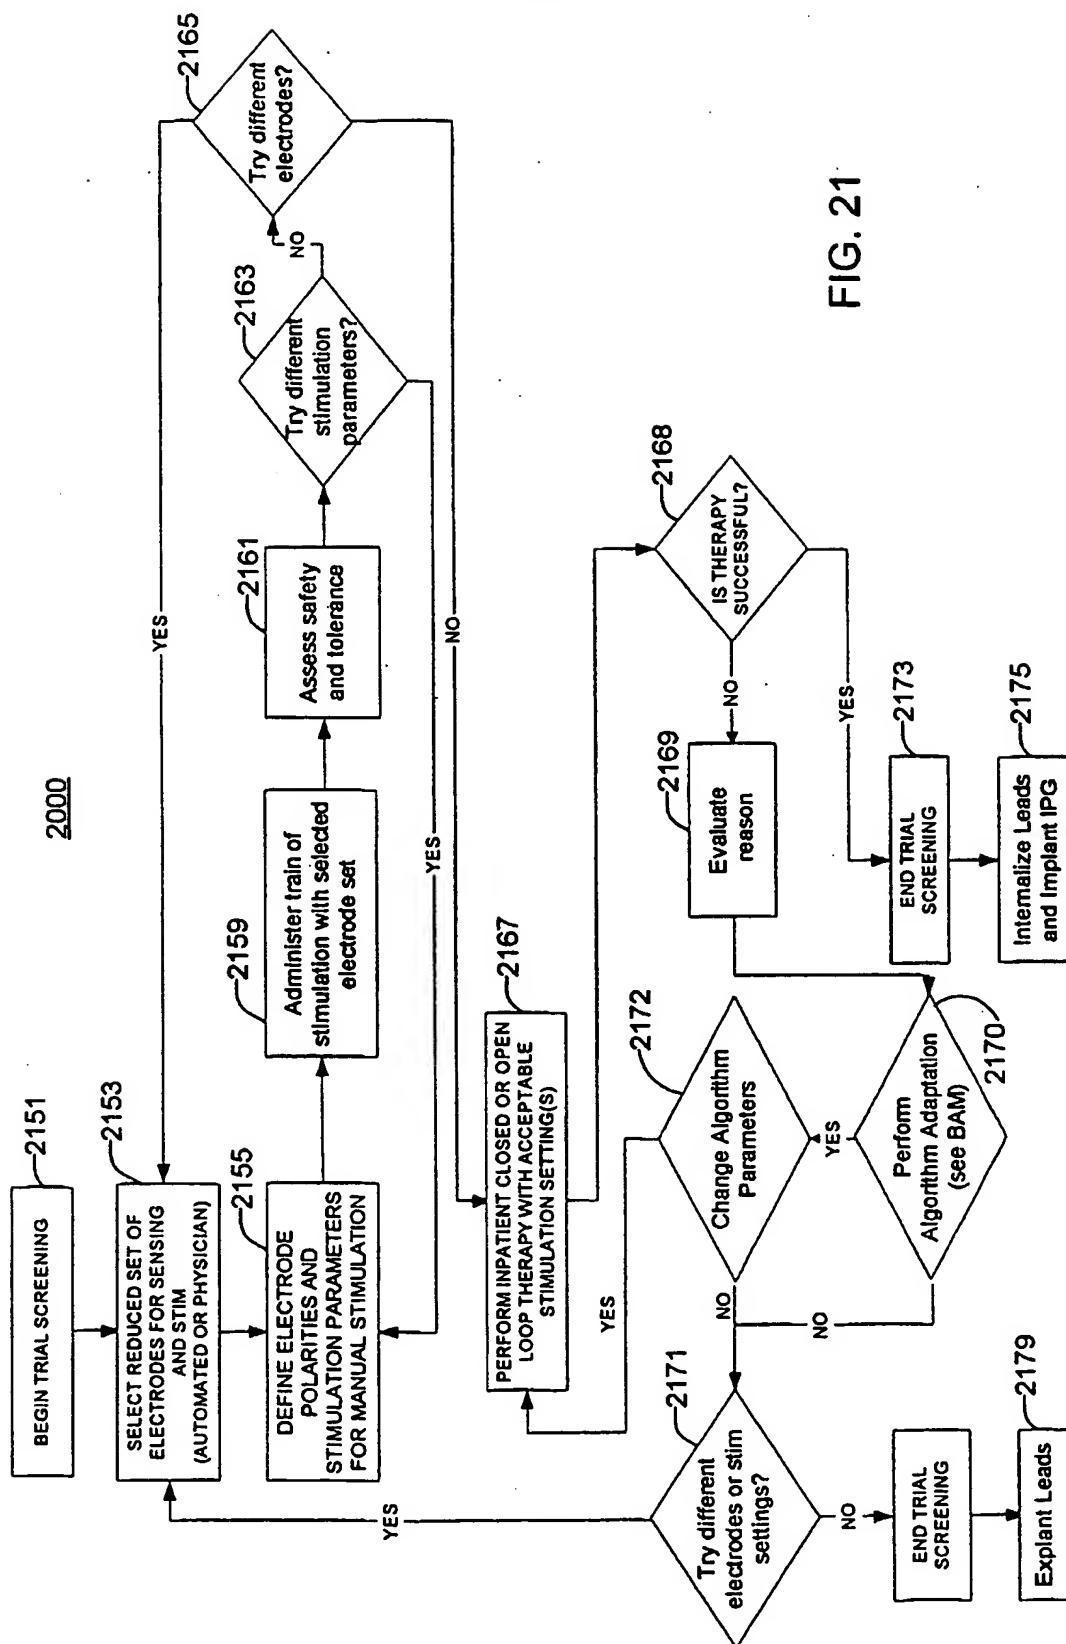 2000
2151
BEGIN TRIAL SCREENING
2153
SELECT REDUCED SET OF
ELECTRODES FOR SENSING
AND STIM
(AUTOMATED OR PHYSICIAN)
2155
DEFINE ELECTRODE
POLARITIES AND
STIMULATION PARAMETERS
FOR MANUAL STIMULATION
2159
Administer train of
stimulation with selected
electrode set
2161
Assess safety
and tolerance
2163
Try different
stimulation
parameters?
NO
YES
2165
Try different
electrodes?
YES
NO
2167
PERFORM INPATIENT CLOSED OR OPEN
LOOP THERAPY WITH ACCEPTABLE
STIMULATION SETTING(S)
2168
IS THERAPY
SUCCESSFUL?
NO
YES
2169
Evaluate
reason
2170
Perform
Algorithm Adaptation
(see BAM)
YES
NO
2172
Change Algorithm
Parameters
YES
NO
2171
Try different
electrodes or stim
settings?
YES
NO
END TRIAL
SCREENING
2179
Explant Leads
2173
END TRIAL
SCREENING
2175
Internalize Leads
and Implant IPG
FIG. 21